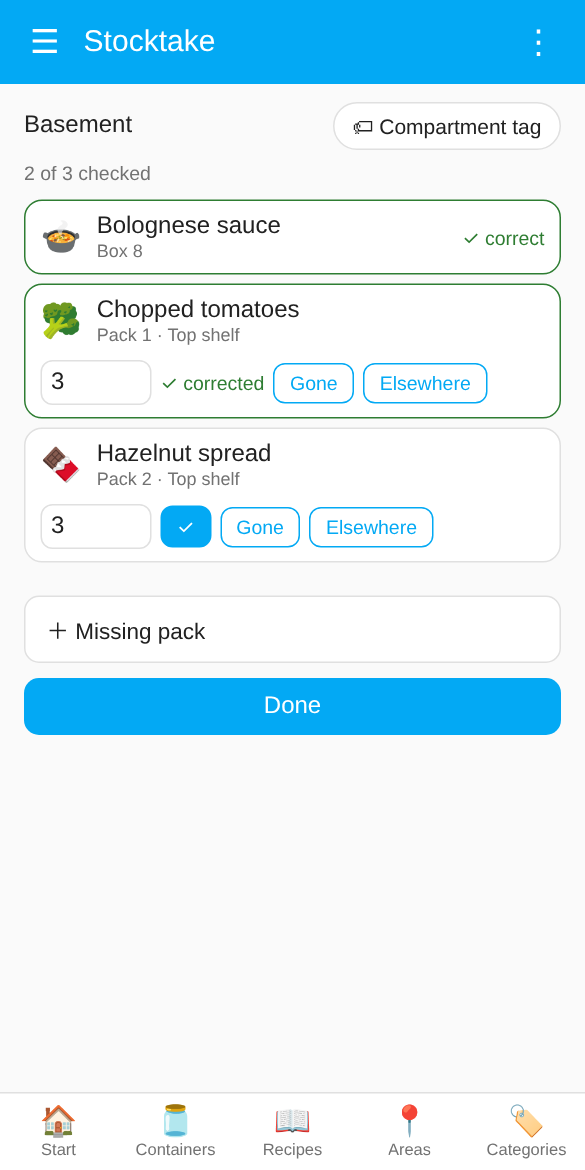 Stocktake
Basement
Compartment tag
2 of 3 checked
Bolognese sauce
Box 8
✓ correct
Chopped tomatoes
Pack 1 · Top shelf
3 ✓ corrected Gone Elsewhere
Hazelnut spread
Pack 2 · Top shelf
3 ✓ Gone Elsewhere
+ Missing pack
Done
Start Containers Recipes Areas Categories